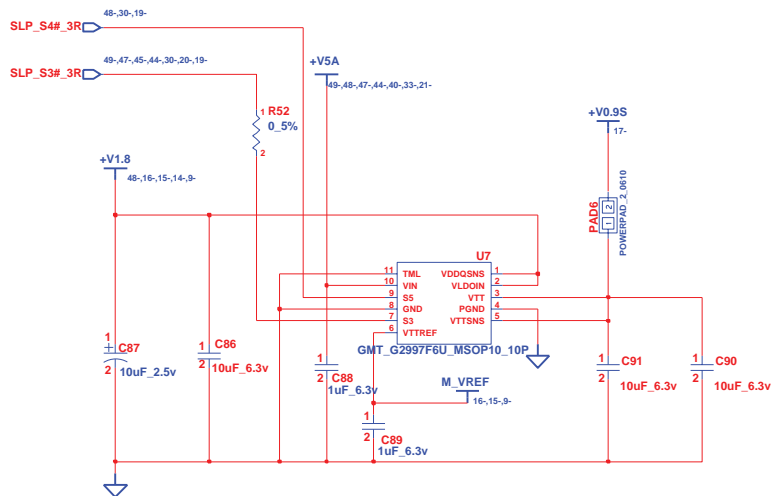 48-,30-,19-
SLP_S4#_3R
49-,47-,45-,44-,30-,20-,19-
SLP_S3#_3R
+V5A
49-,48-,47-,44-,40-,33-,21-
1 R52
0_5%
2
+V0.9S
17-
+V1.8
48-,16-,15-,14-,9-
PAD6
1 2
POWERPAD_2_0610
U7
11 TML VDDQSNS 1
10 VIN VLDOIN 2
9 S5 VTT 3
8 GND PGND 4
7 S3 VTTSNS 5
6 VTTREF
GMT_G2997F6U_MSOP10_10P
1 + C87
2 10uF_2.5v
1 C86
2 10uF_6.3v
1 C88
2 1uF_6.3v
M_VREF
16-,15-,9-
1 C91
2 10uF_6.3v
1 C90
2 10uF_6.3v
1 C89
2 1uF_6.3v